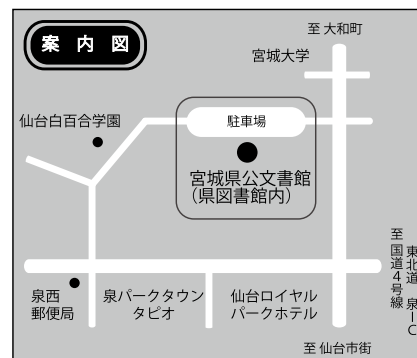 案内図
至 大和町
宮城大学
仙台白百合学園
駐車場
宮城県公文書館
(県図書館内)
至 国道4号線
東北道 泉IC
泉西
郵便局
泉パークタウン
タピオ
仙台ロイヤル
パークホテル
至 仙台市街